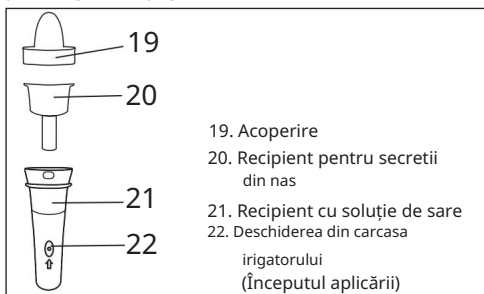 19
20
21
22
19. Acoperire
20. Recipient pentru secretii
din nas
21. Recipient cu soluție de sare
22. Deschiderea din carcasa
irigatorului
(Începutul aplicării)